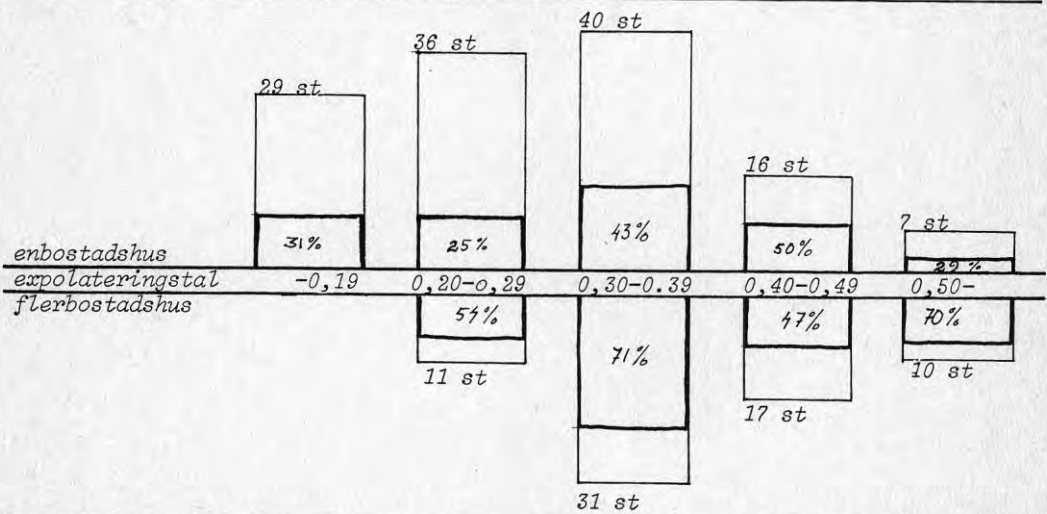 40 st
36 st
29 st
16 st
7 st
enbostadshus 31% 25% 43% 50% 29%
expolateringstal -0,19 0,20-o,29 0,30-0.39 0,40-0,49 0,50-
flerbostadshus 54% 71% 47% 70%
11 st
10 st
17 st
31 st